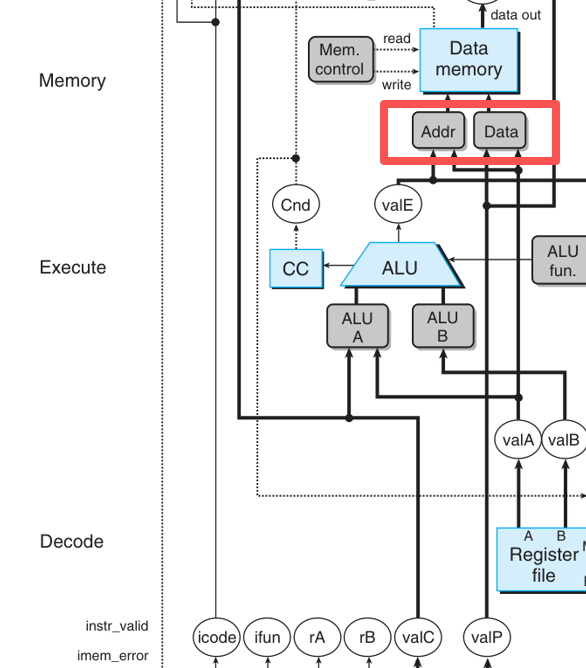 data out
read
Mem.
control
Data
memory
write
Memory
Addr
Data
Cnd
valE
Execute
CC
ALU
ALU
fun.
ALU
A
ALU
B
valA
valB
Decode
A
B
Register
file
instr_valid
icode
ifun
rA
rB
valC
valP
imem_error